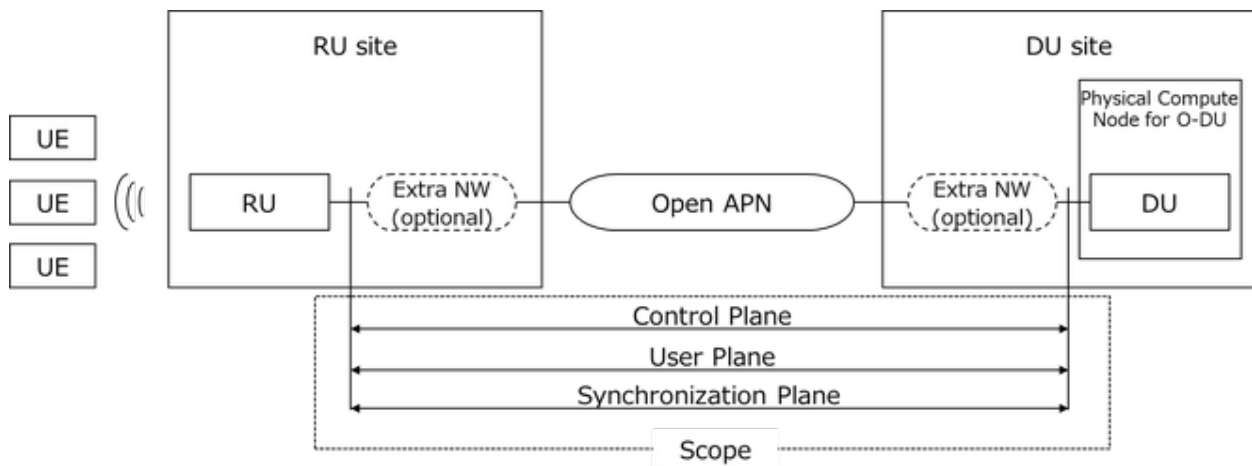 RU site
DU site
Physical Compute
Node for O-DU
UE
UE
UE
RU
Extra NW
(optional)
Open APN
Extra NW
(optional)
DU
Control Plane
User Plane
Synchronization Plane
Scope